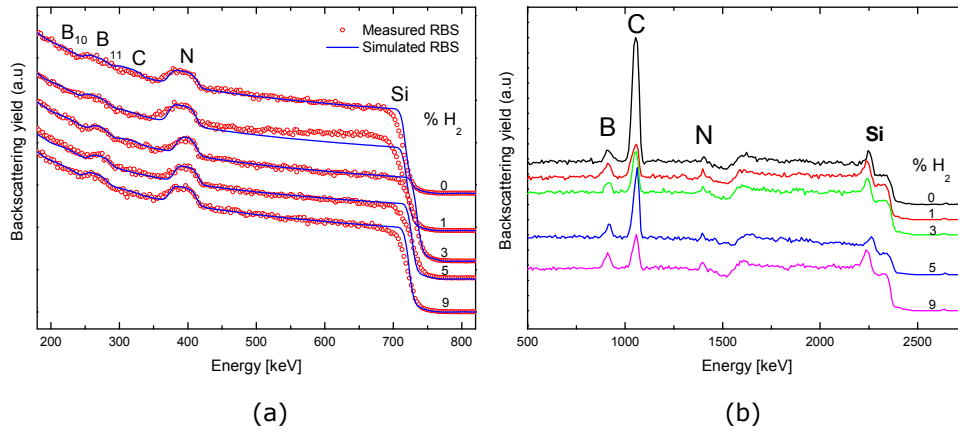 B10 B11 C N Si
Measured RBS
Simulated RBS
% H2
0
1
3
5
9
Backscattering yield (a.u)
200 300 400 500 600 700 800
Energy [keV]
(a)
C
B N Si
% H2
0
1
3
5
9
Backscattering yield (a.u)
500 1000 1500 2000 2500
Energy [keV]
(b)